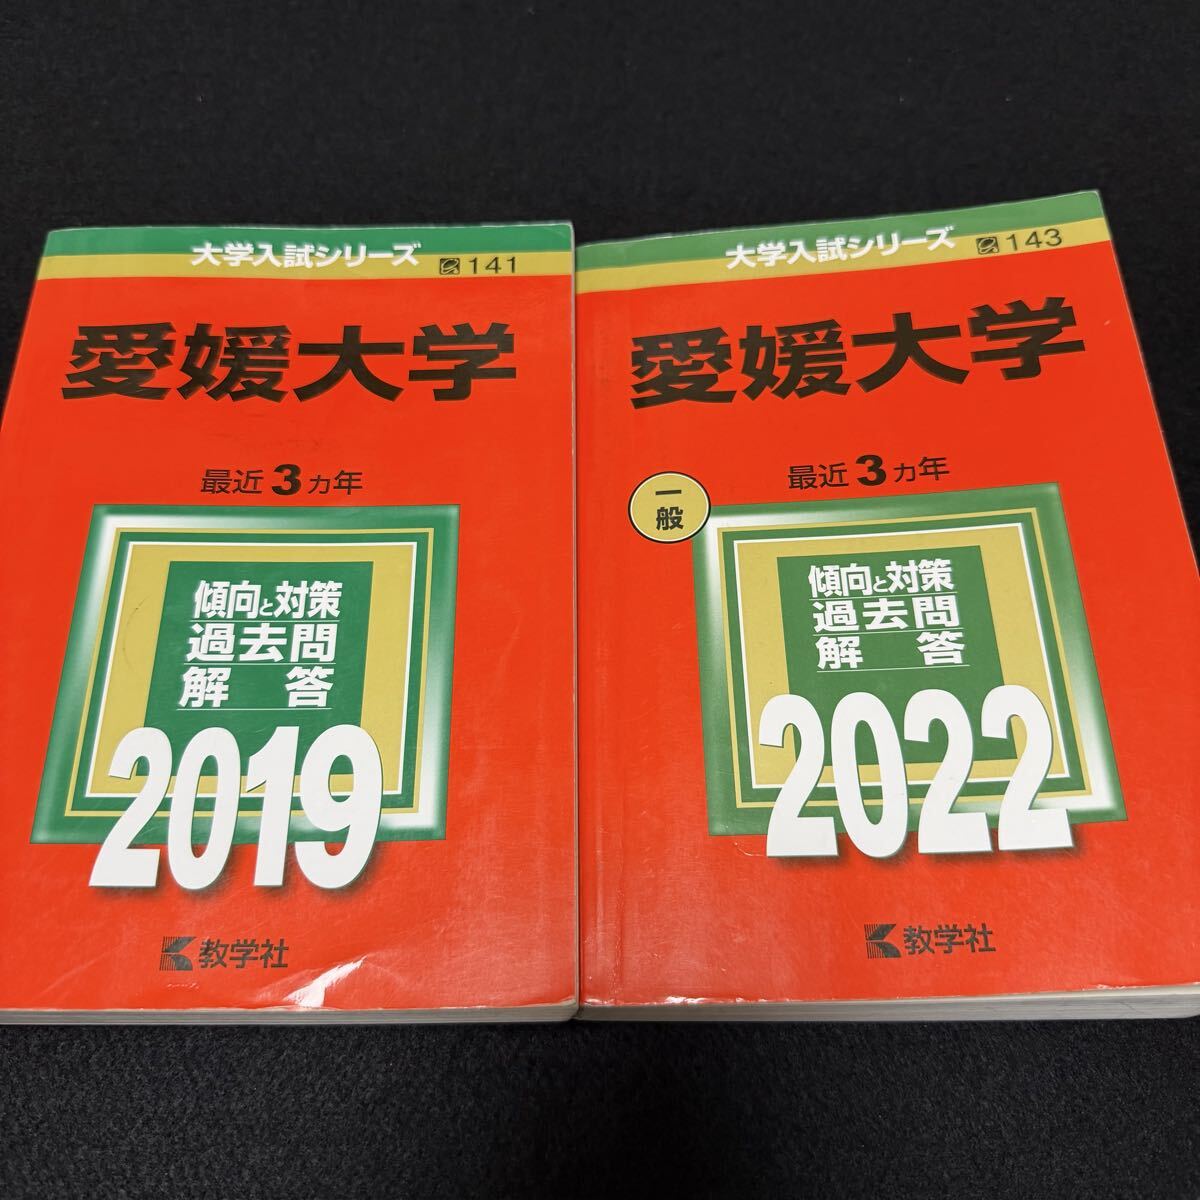 大学入試シリーズ 141
愛媛大学
最近3カ年
傾向と対策
過去問
解答
2019
教学社
大学入試シリーズ 143
愛媛大学
最近3カ年
一般
傾向と対策
過去問
解答
2022
教学社